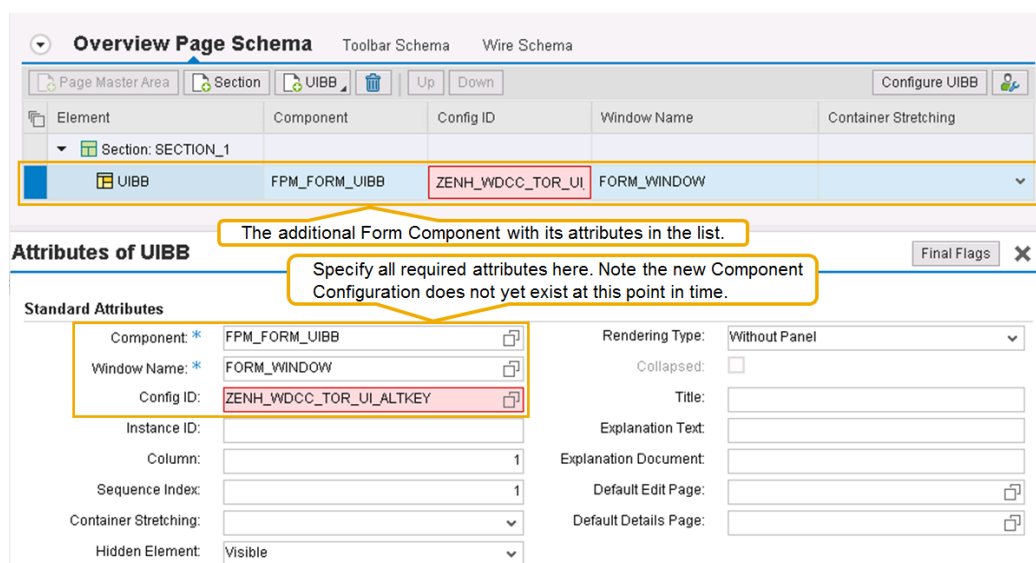 Overview Page Schema Toolbar Schema Wire Schema
Page Master Area Section UIBB Up Down Configure UIBB
Element Component Config ID Window Name Container Stretching
Section: SECTION_1
UIBB FPM_FORM_UIBB ZENH_WDCC_TOR_UI_ FORM_WINDOW
The additional Form Component with its attributes in the list.
Attributes of UIBB Final Flags
Specify all required attributes here. Note the new Component
Configuration does not yet exist at this point in time.
Standard Attributes
Component: * FPM_FORM_UIBB Rendering Type: Without Panel
Window Name: * FORM_WINDOW Collapsed:
Config ID: ZENH_WDCC_TOR_UI_ALTKEY Title:
Instance ID: Explanation Text:
Column: 1 Explanation Document:
Sequence Index: 1 Default Edit Page:
Container Stretching: Default Details Page:
Hidden Element: Visible